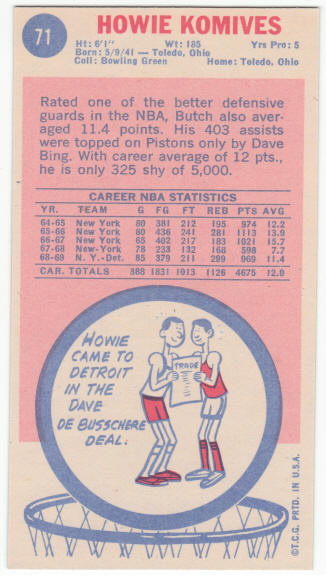 71
HOWIE KOMIVES
Ht: 6'1" Wt: 185 Yrs Pro: 5
Born: 5/9/41 — Toledo, Ohio
Coll: Bowling Green Home: Toledo, Ohio
Rated one of the better defensive
guards in the NBA, Butch also aver-
aged 11.4 points. His 403 assists
were topped on Pistons only by Dave
Bing. With career average of 12 pts.,
he is only 325 shy of 5,000.
CAREER NBA STATISTICS
YR. TEAM G FG FT REB PTS AVG
64-65 New York 80 381 212 195 974 12.2
65-66 New York 80 436 241 281 1113 13.9
66-67 New York 65 402 217 183 1021 15.7
67-68 New York 78 233 132 168 598 7.7
68-69 N. Y.-Det. 85 379 211 299 969 11.4
CAR. TOTALS 388 1831 1013 1126 4675 12.0
HOWIE
CAME TO
DETROIT
IN THE
DAVE
DE BUSSCHERE
DEAL.
TRADE
©T.C.G. PRTD. IN U.S.A.